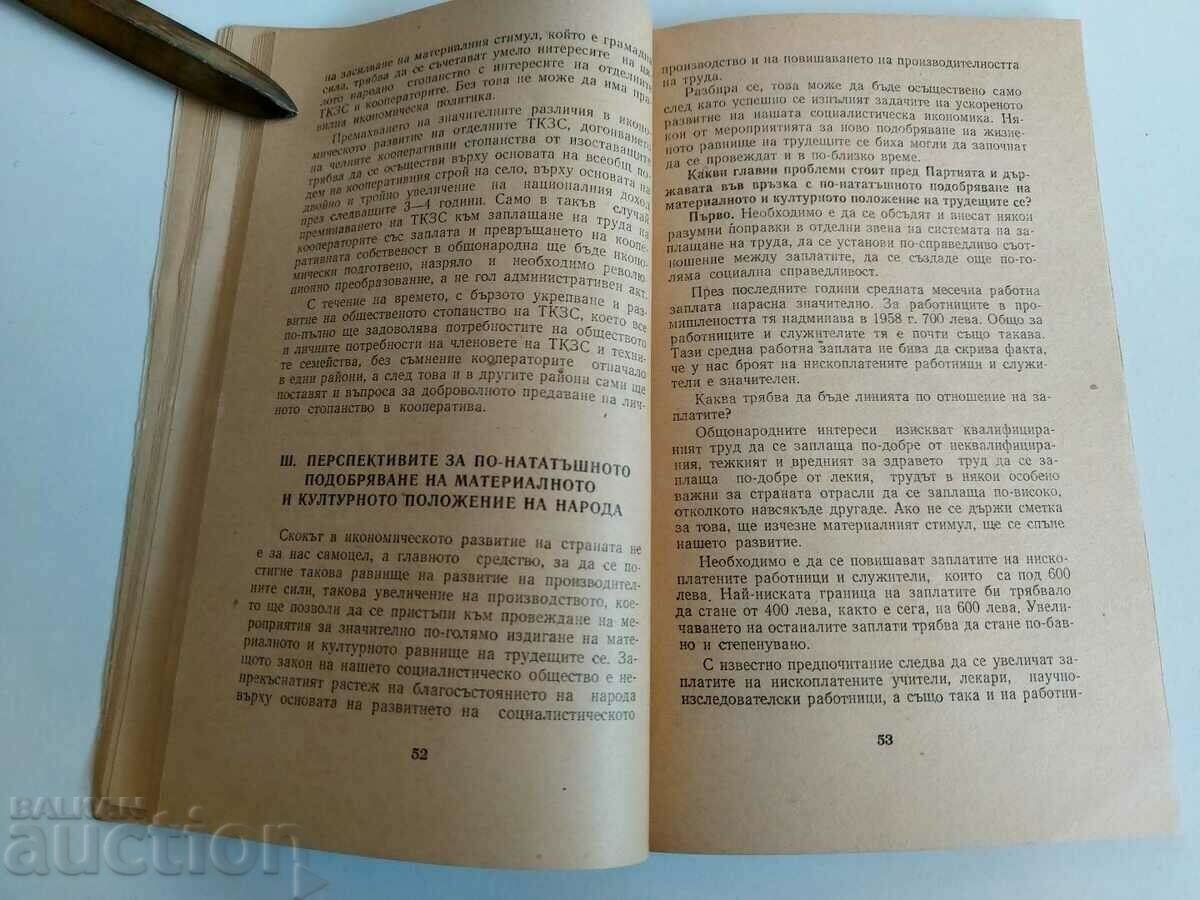 на засилване на материалния стимул, който е грамадна
сила, трябва да се съчетават умело интересите на ця-
лото народно стопанство с интересите на отделните
ТКЗС и кооператорите. Без това не може да има пра-
вилна икономическа политика.
Премахването на значителните различия в иконо-
мическото развитие на отделните ТКЗС, догонването
на челните кооперативни стопанства от изоставащите
трябва да се осъществи върху основата на всеобщ по-
дем на кооперативния строй на село, върху основата на
двойно и тройно увеличение на националния доход
през следващите 3—4 години. Само в такъв случай
преминаването на ТКЗС към заплащане на труда на
кооператорите със заплата и превръщането на коопе-
ративната собственост в общонародна ще бъде иконо-
мически подготвено, назряло и необходимо револю-
ционно преобразование, а не гол административен акт.
С течение на времето, с бързото укрепване и раз-
витие на общественото стопанство на ТКЗС, което все
по-пълно ще задоволява потребностите на обществото
и личните потребности на членовете на ТКЗС и техни-
те семейства, без съмнение кооператорите отначало
в едни райони, а след това и в другите райони сами ще
поставят и въпроса за доброволното предаване на лич-
ното стопанство в кооператива.
III. ПЕРСПЕКТИВИТЕ ЗА ПО-НАТАТЪШНОТО
ПОДОБРЯВАНЕ НА МАТЕРИАЛНОТО
И КУЛТУРНОТО ПОЛОЖЕНИЕ НА НАРОДА
Скокът в икономическото развитие на страната не
е за нас самоцел, а главното средство, за да се по-
стигне такова равнище на развитие на производител-
ните сили, такова увеличение на производството, кое-
то ще позволи да се пристъпи към провеждане на ме-
роприятия за значително по-голямо издигане на мате-
риалното и културното равнище на трудещите се. За-
щото закон на нашето социалистическо общество е не-
прекъснатият растеж на благосъстоянието на народа
върху основата на развитнето на социалистическото
52
производство и на повишаването на производителността
на труда.
Разбира се, това може да бъде осъществено само
след като успешно се изпълнят задачите на ускореното
развитие на нашата социалистическа икономика. Ня-
кои от мероприятията за ново подобряване на жизне-
ното равнище на трудещите се биха могли да започнат
да се провеждат и в по-близко време.
Какви главни проблеми стоят пред Партията и дър-
жавата във връзка с по-нататъшното подобряване на
материалното и културното положение на трудещите се?
Първо. Необходимо е да се обсъдят и внесат някои
разумни поправки в отделни звена на системата на за-
плащане на труда, да се установи по-справедливо съот-
ношение между заплатите, да се създаде още по-го-
ляма социална справедливост.
През последните години средната месечна работна
заплата нарасна значително. За работниците в про-
мишлеността тя надминава в 1958 г. 700 лева. Общо за
работниците и служителите тя е почти също такава.
Тази средна работна заплата не бива да скрива факта,
че у нас броят на нископлатените работници и служи-
тели е значителен.
Каква трябва да бъде линията по отношение на за-
платите?
Общонародните интереси изискват квалифицира-
ният труд да се заплаща по-добре от неквалифицира-
ния, тежкият и вредният за здравето труд да се за-
плаща по-добре от лекия, трудът в някои особено
важни за страната отрасли да се заплаща по-високо,
отколкото навсякъде другаде. Ако не се държи сметка
за това, ще изчезне материалният стимул, ще се спъне
нашето развитие.
Необходимо е да се повишават заплатите на ниско-
платените работници и служители, които са под 600
лева. Най-ниската граница на заплатите би трябвало
да стане от 400 лева, както е сега, на 600 лева. Увели-
чаването на останалите заплати трябва да стане по-бав-
но и степенувано.
С известно предпочитание следва да се увеличат за-
платите на нископлатените учители, лекари, научно-
изследователски работници, а също така и на работни-
53
BALKAN
auction